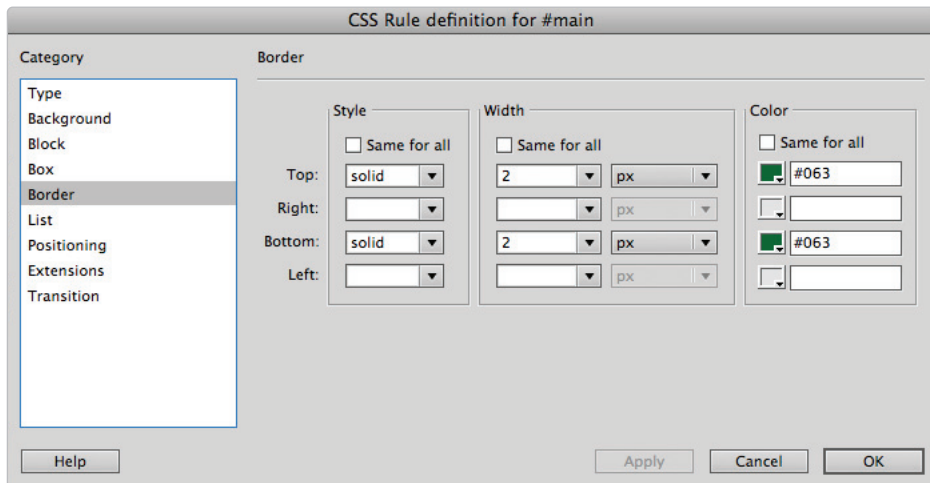 CSS Rule definition for #main
Category
Border
Type
Background
Block
Box
Border
List
Positioning
Extensions
Transition
Style Width Color
Same for all Same for all Same for all
Top: solid 2 px #063
Right: px
Bottom: solid 2 px #063
Left: px
Help Apply Cancel OK